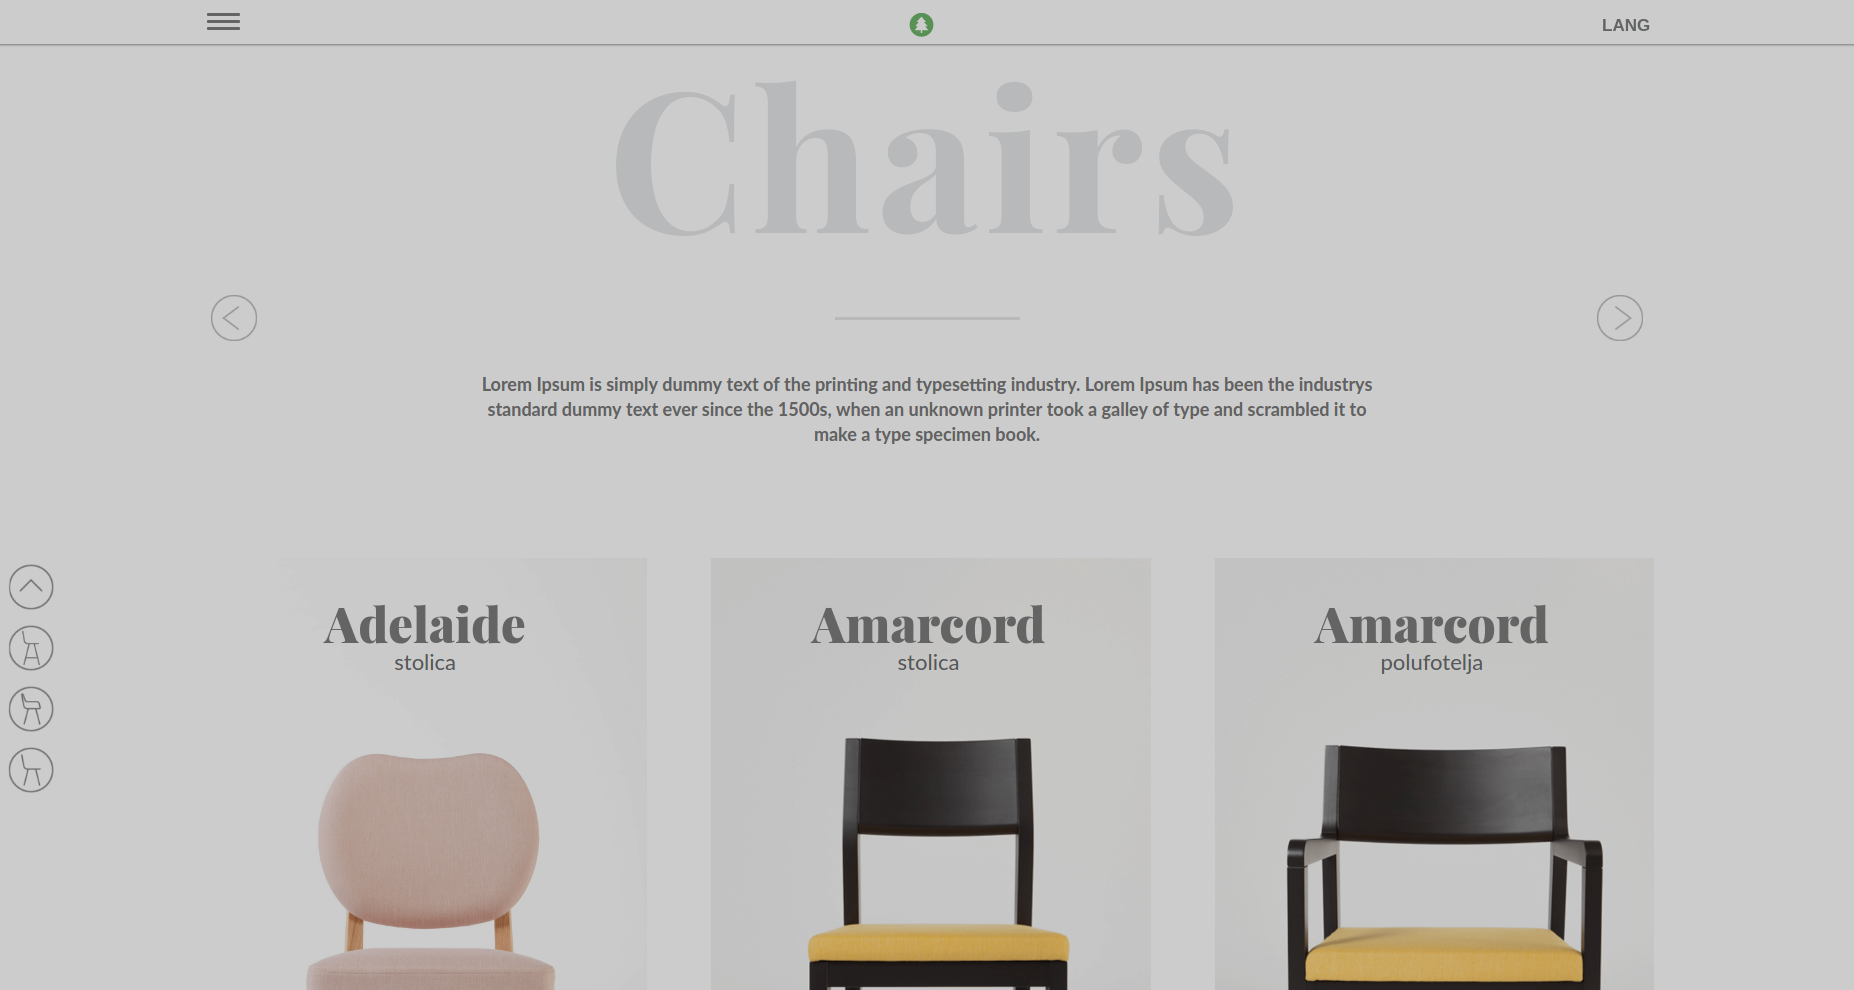 LANG
Chairs
Lorem Ipsum is simply dummy text of the printing and typesetting industry. Lorem Ipsum has been the industrys
standard dummy text ever since the 1500s, when an unknown printer took a galley of type and scrambled it to
make a type specimen book.
Adelaide
stolica
Amarcord
stolica
Amarcord
polufotelja